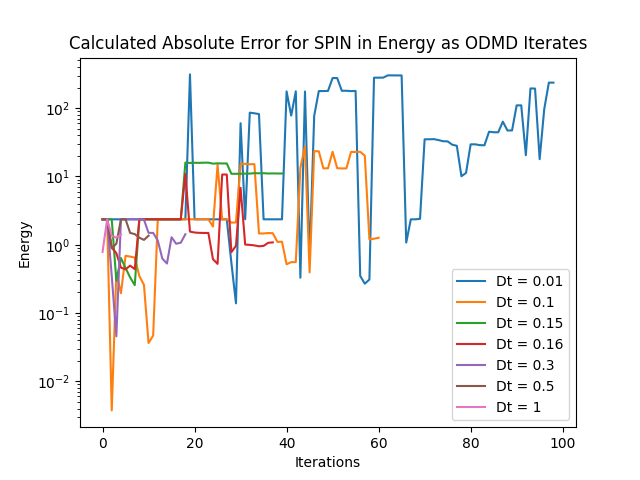 Calculated Absolute Error for SPIN in Energy as ODMD Iterates
Energy
10²
10¹
10⁰
10⁻¹
10⁻²
0 20 40 60 80 100
Iterations
Dt = 0.01
Dt = 0.1
Dt = 0.15
Dt = 0.16
Dt = 0.3
Dt = 0.5
Dt = 1